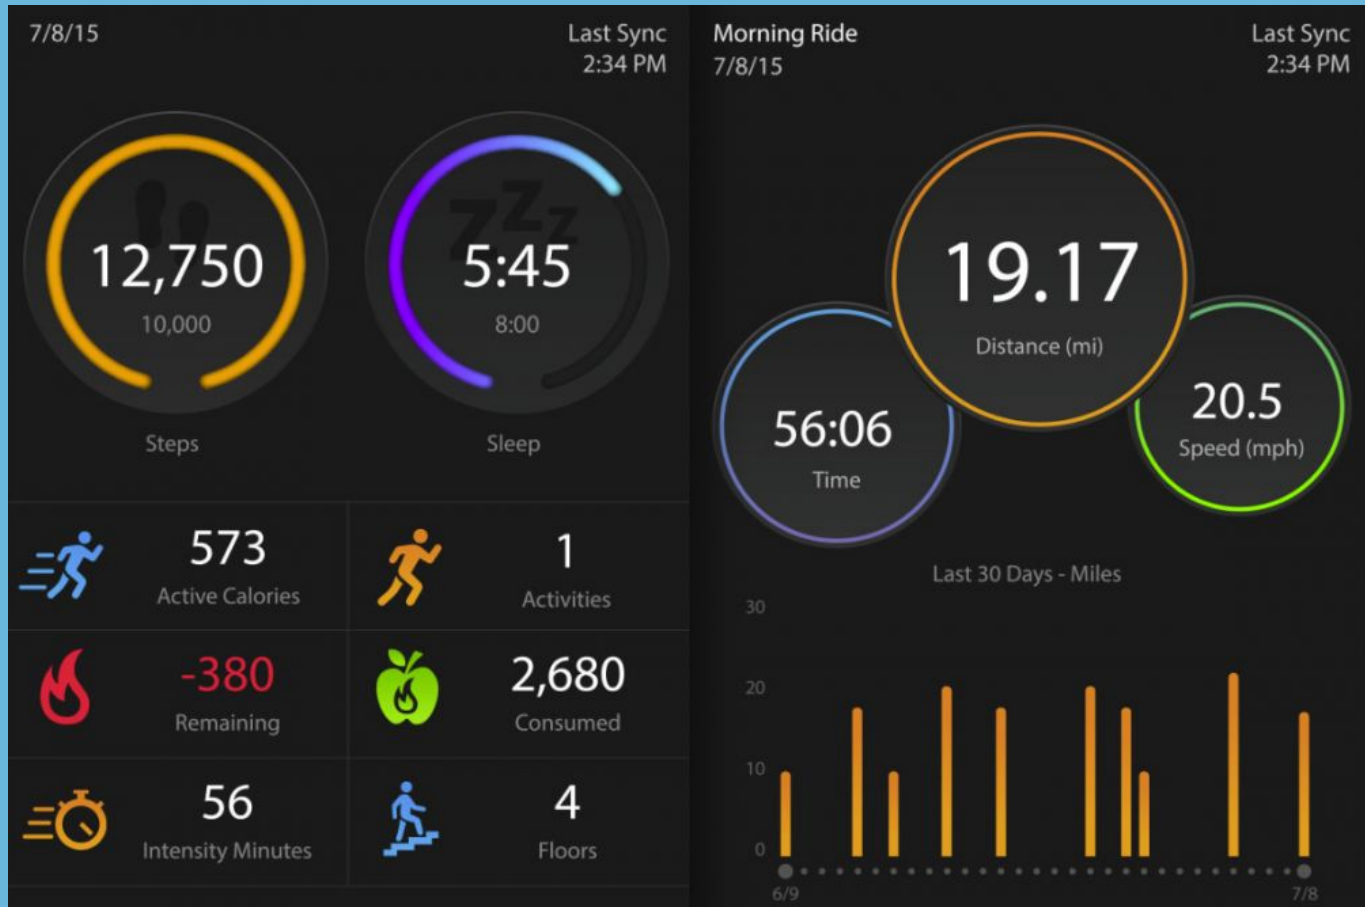 7/8/15
Last Sync
2:34 PM
12,750
10,000
Steps
zzz
5:45
8:00
Sleep
573
Active Calories
1
Activities
-380
Remaining
2,680
Consumed
56
Intensity Minutes
4
Floors
Morning Ride
7/8/15
Last Sync
2:34 PM
19.17
Distance (mi)
56:06
Time
20.5
Speed (mph)
Last 30 Days - Miles
30
20
10
0
6/9
7/8